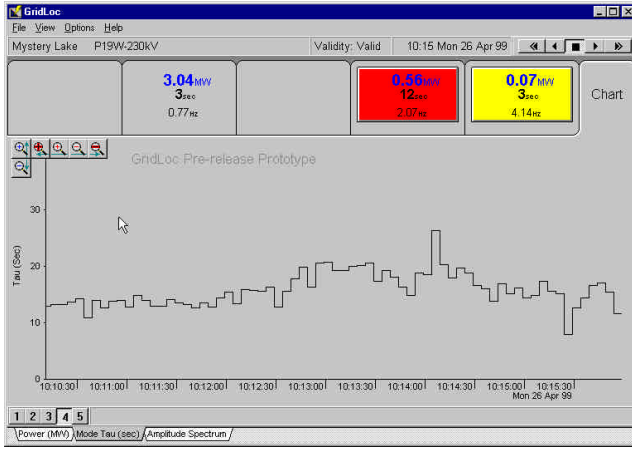 GridLoc
File View Options Help
Mystery Lake P19W-230kV Validity: Valid 10:15 Mon 26 Apr 99
3.04MW 0.56MW 0.07MW
3sec 12sec 3sec Chart
0.77Hz 2.07Hz 4.14Hz
GridLoc Pre-release Prototype
30
20
10
0
Tau (Sec)
10:10:30 10:11:00 10:11:30 10:12:00 10:12:30 10:13:00 10:13:30 10:14:00 10:14:30 10:15:00 10:15:30
Mon 26 Apr 99
1 2 3 4 5
Power (MW) Mode Tau (sec) Amplitude Spectrum